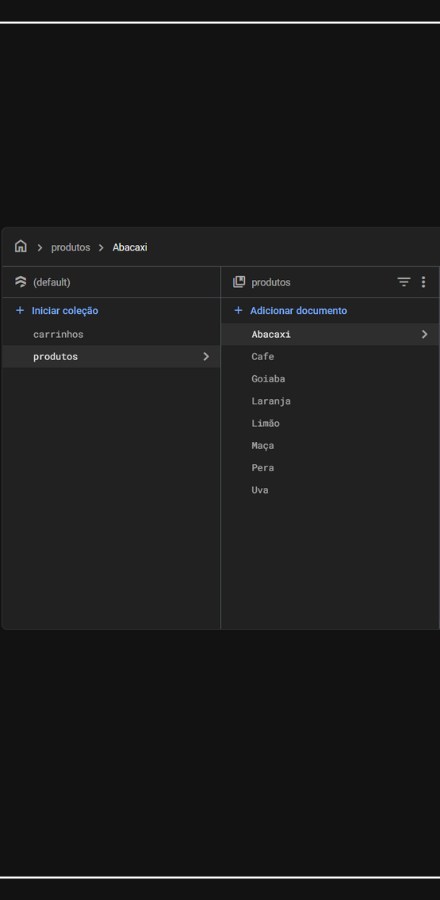 produtos > Abacaxi
(default)
+ Iniciar coleção
carrinhos
produtos
produtos
+ Adicionar documento
Abacaxi
Cafe
Goiaba
Laranja
Limão
Maça
Pera
Uva